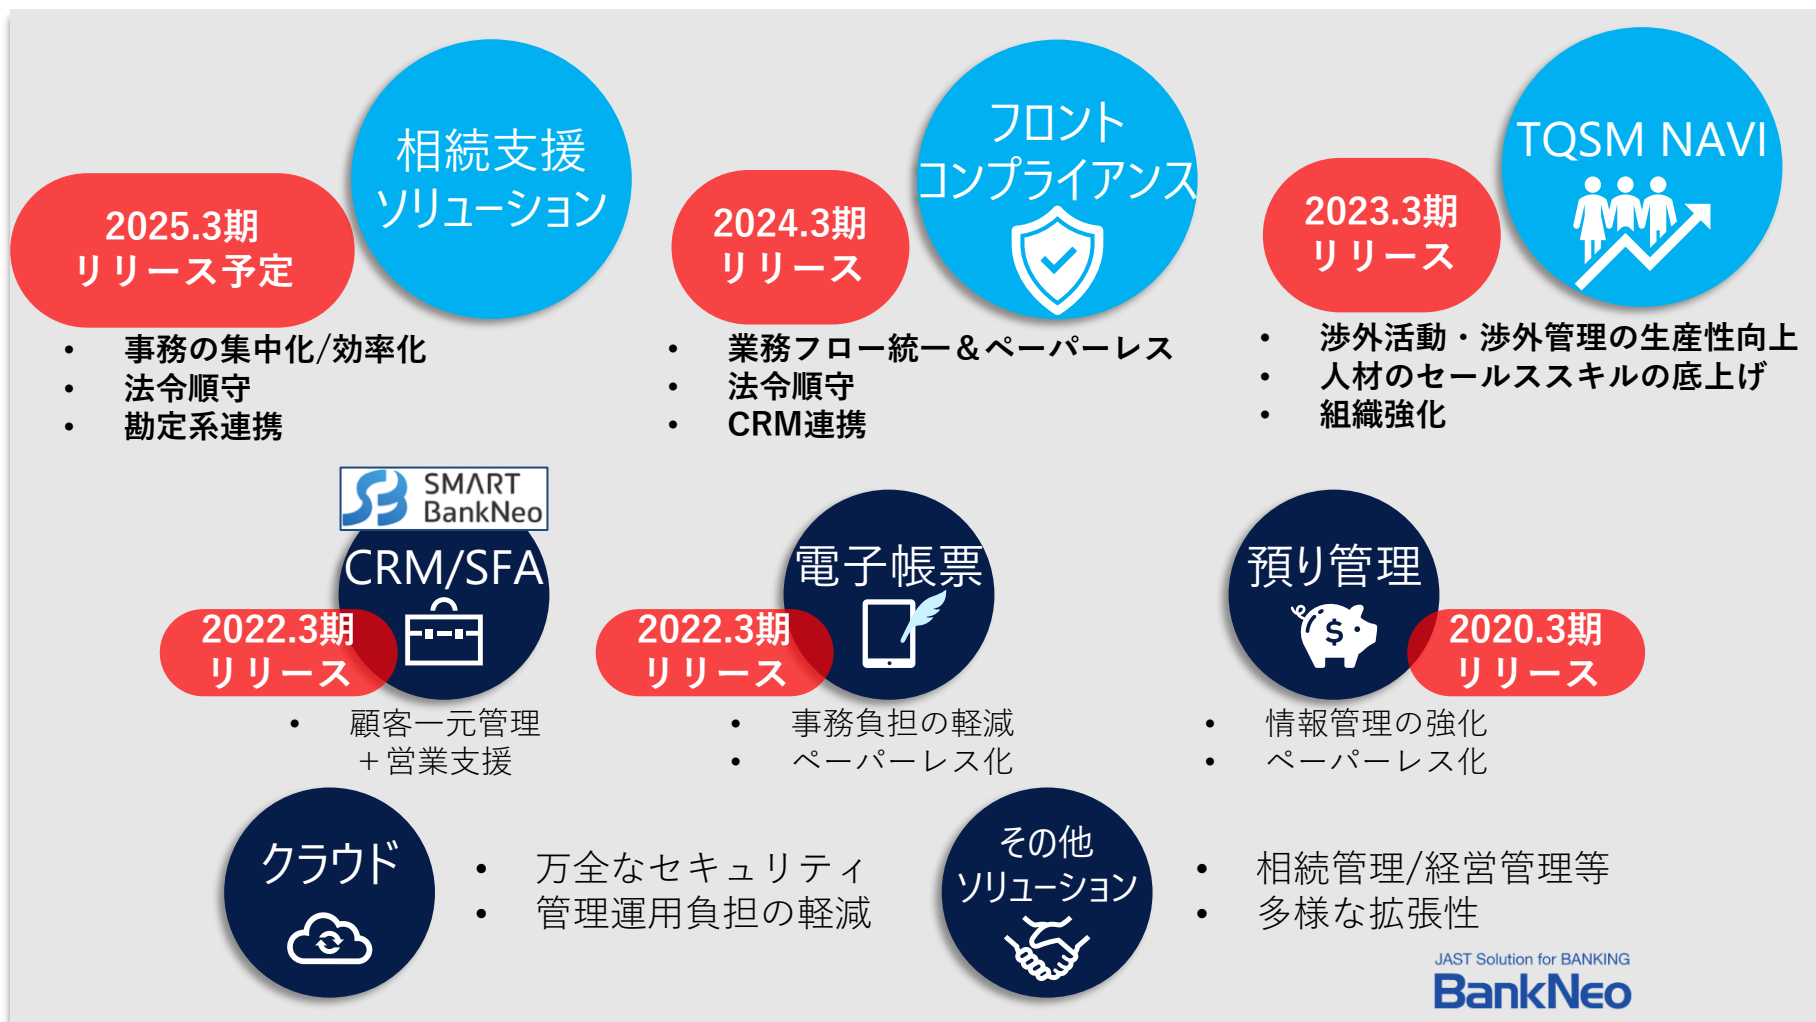 相続支援
ソリューション
2025.3期
リリース予定
• 事務の集中化/効率化
• 法令順守
• 勘定系連携
フロント
コンプライアンス
2024.3期
リリース
• 業務フロー統一＆ペーパーレス
• 法令順守
• CRM連携
TQSM NAVI
2023.3期
リリース
• 渉外活動・渉外管理の生産性向上
• 人材のセールススキルの底上げ
• 組織強化
SMART
BankNeo
CRM/SFA
2022.3期
リリース
• 顧客一元管理
＋営業支援
電子帳票
2022.3期
リリース
• 事務負担の軽減
• ペーパーレス化
預り管理
$
2020.3期
リリース
• 情報管理の強化
• ペーパーレス化
クラウド
• 万全なセキュリティ
• 管理運用負担の軽減
その他
ソリューション
• 相続管理/経営管理等
• 多様な拡張性
JAST Solution for BANKING
BankNeo